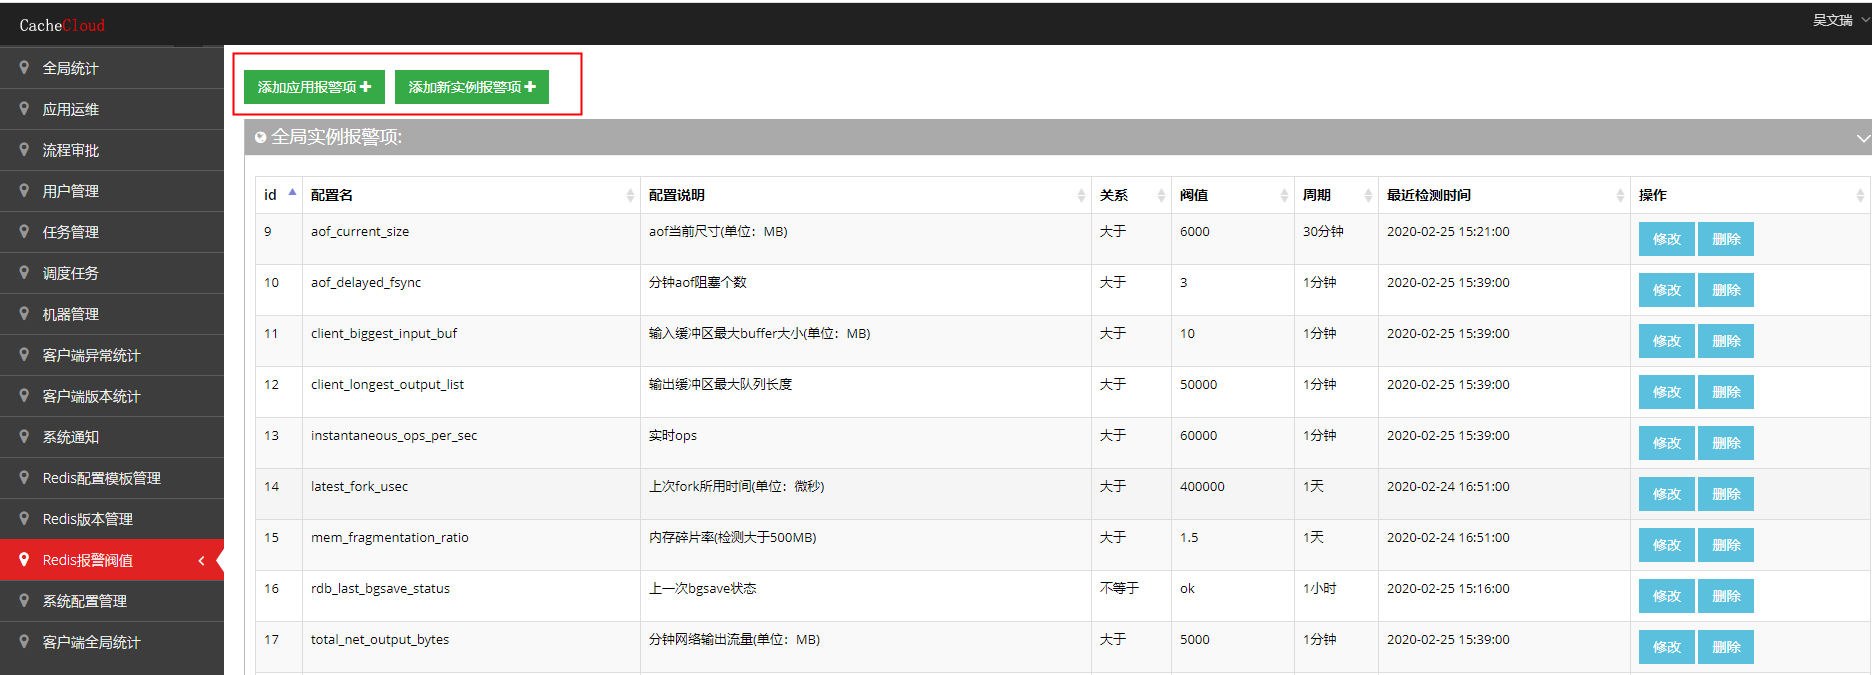 CacheCloud
吴文瑞
全局统计
应用运维
流程审批
用户管理
任务管理
调度任务
机器管理
客户端异常统计
客户端版本统计
系统通知
Redis配置模板管理
Redis版本管理
Redis报警阀值
系统配置管理
客户端全局统计
添加应用报警项 添加新实例报警项
全局实例报警项:
id 配置名 配置说明 关系 阀值 周期 最近检测时间 操作
9 aof_current_size aof当前尺寸(单位：MB) 大于 6000 30分钟 2020-02-25 15:21:00 修改 删除
10 aof_delayed_fsync 分钟aof阻塞个数 大于 3 1分钟 2020-02-25 15:39:00 修改 删除
11 client_biggest_input_buf 输入缓冲区最大buffer大小(单位：MB) 大于 10 1分钟 2020-02-25 15:39:00 修改 删除
12 client_longest_output_list 输出缓冲区最大队列长度 大于 50000 1分钟 2020-02-25 15:39:00 修改 删除
13 instantaneous_ops_per_sec 实时ops 大于 60000 1分钟 2020-02-25 15:39:00 修改 删除
14 latest_fork_usec 上次fork所用时间(单位：微秒) 大于 400000 1天 2020-02-24 16:51:00 修改 删除
15 mem_fragmentation_ratio 内存碎片率(检测大于500MB) 大于 1.5 1天 2020-02-24 16:51:00 修改 删除
16 rdb_last_bgsave_status 上一次bgsave状态 不等于 ok 1小时 2020-02-25 15:16:00 修改 删除
17 total_net_output_bytes 分钟网络输出流量(单位：MB) 大于 5000 1分钟 2020-02-25 15:39:00 修改 删除